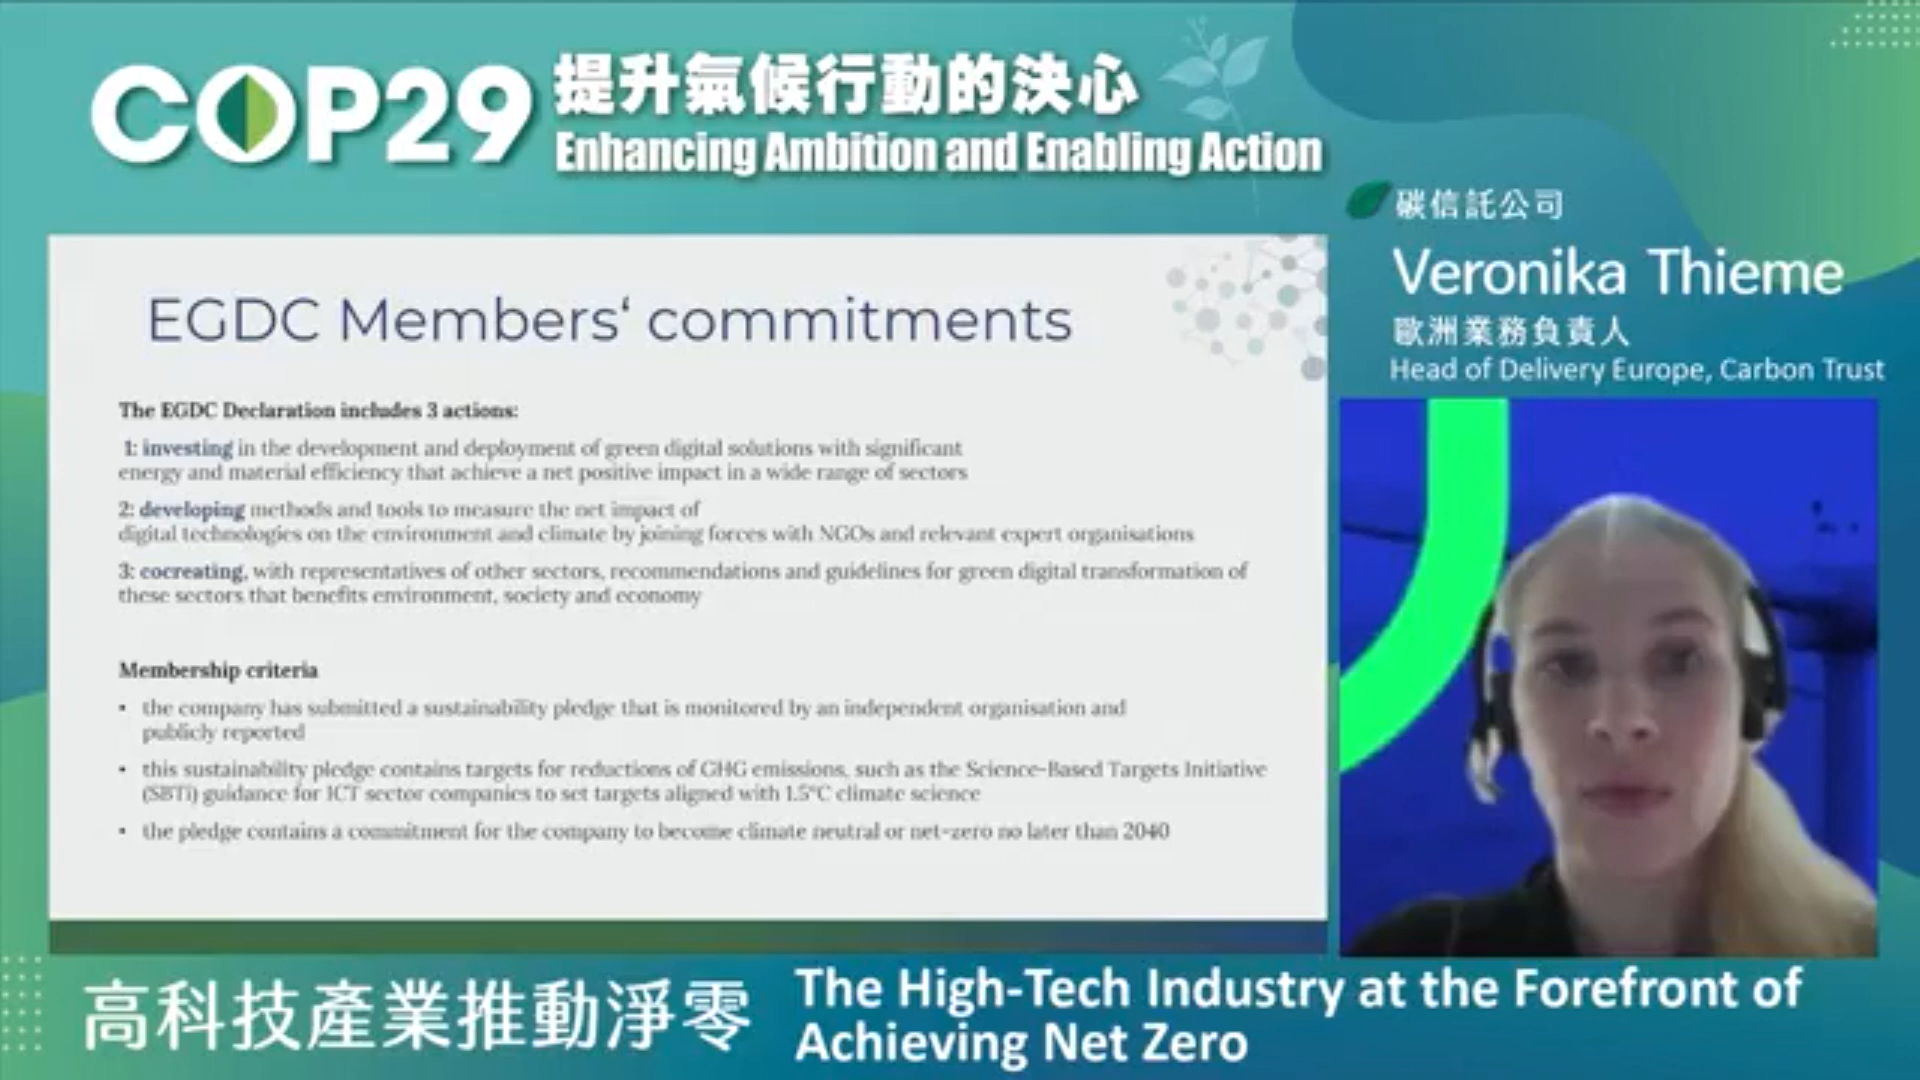 COP29
提升氣候行動的決心
Enhancing Ambition and Enabling Action
碳信託公司
Veronika Thieme
歐洲業務負責人
Head of Delivery Europe, Carbon Trust
EGDC Members‘ commitments
The EGDC Declaration includes 3 actions:
1: investing in the development and deployment of green digital solutions with significant
energy and material efficiency that achieve a net positive impact in a wide range of sectors
2: developing methods and tools to measure the net impact of
digital technologies on the environment and climate by joining forces with NGOs and relevant expert organisations
3: cocreating, with representatives of other sectors, recommendations and guidelines for green digital transformation of
these sectors that benefits environment, society and economy
Membership criteria
• the company has submitted a sustainability pledge that is monitored by an independent organisation and
publicly reported
• this sustainability pledge contains targets for reductions of GHG emissions, such as the Science-Based Targets Initiative
(SBTi) guidance for ICT sector companies to set targets aligned with 1.5°C climate science
• the pledge contains a commitment for the company to become climate neutral or net-zero no later than 2040
高科技產業推動淨零
The High-Tech Industry at the Forefront of
Achieving Net Zero